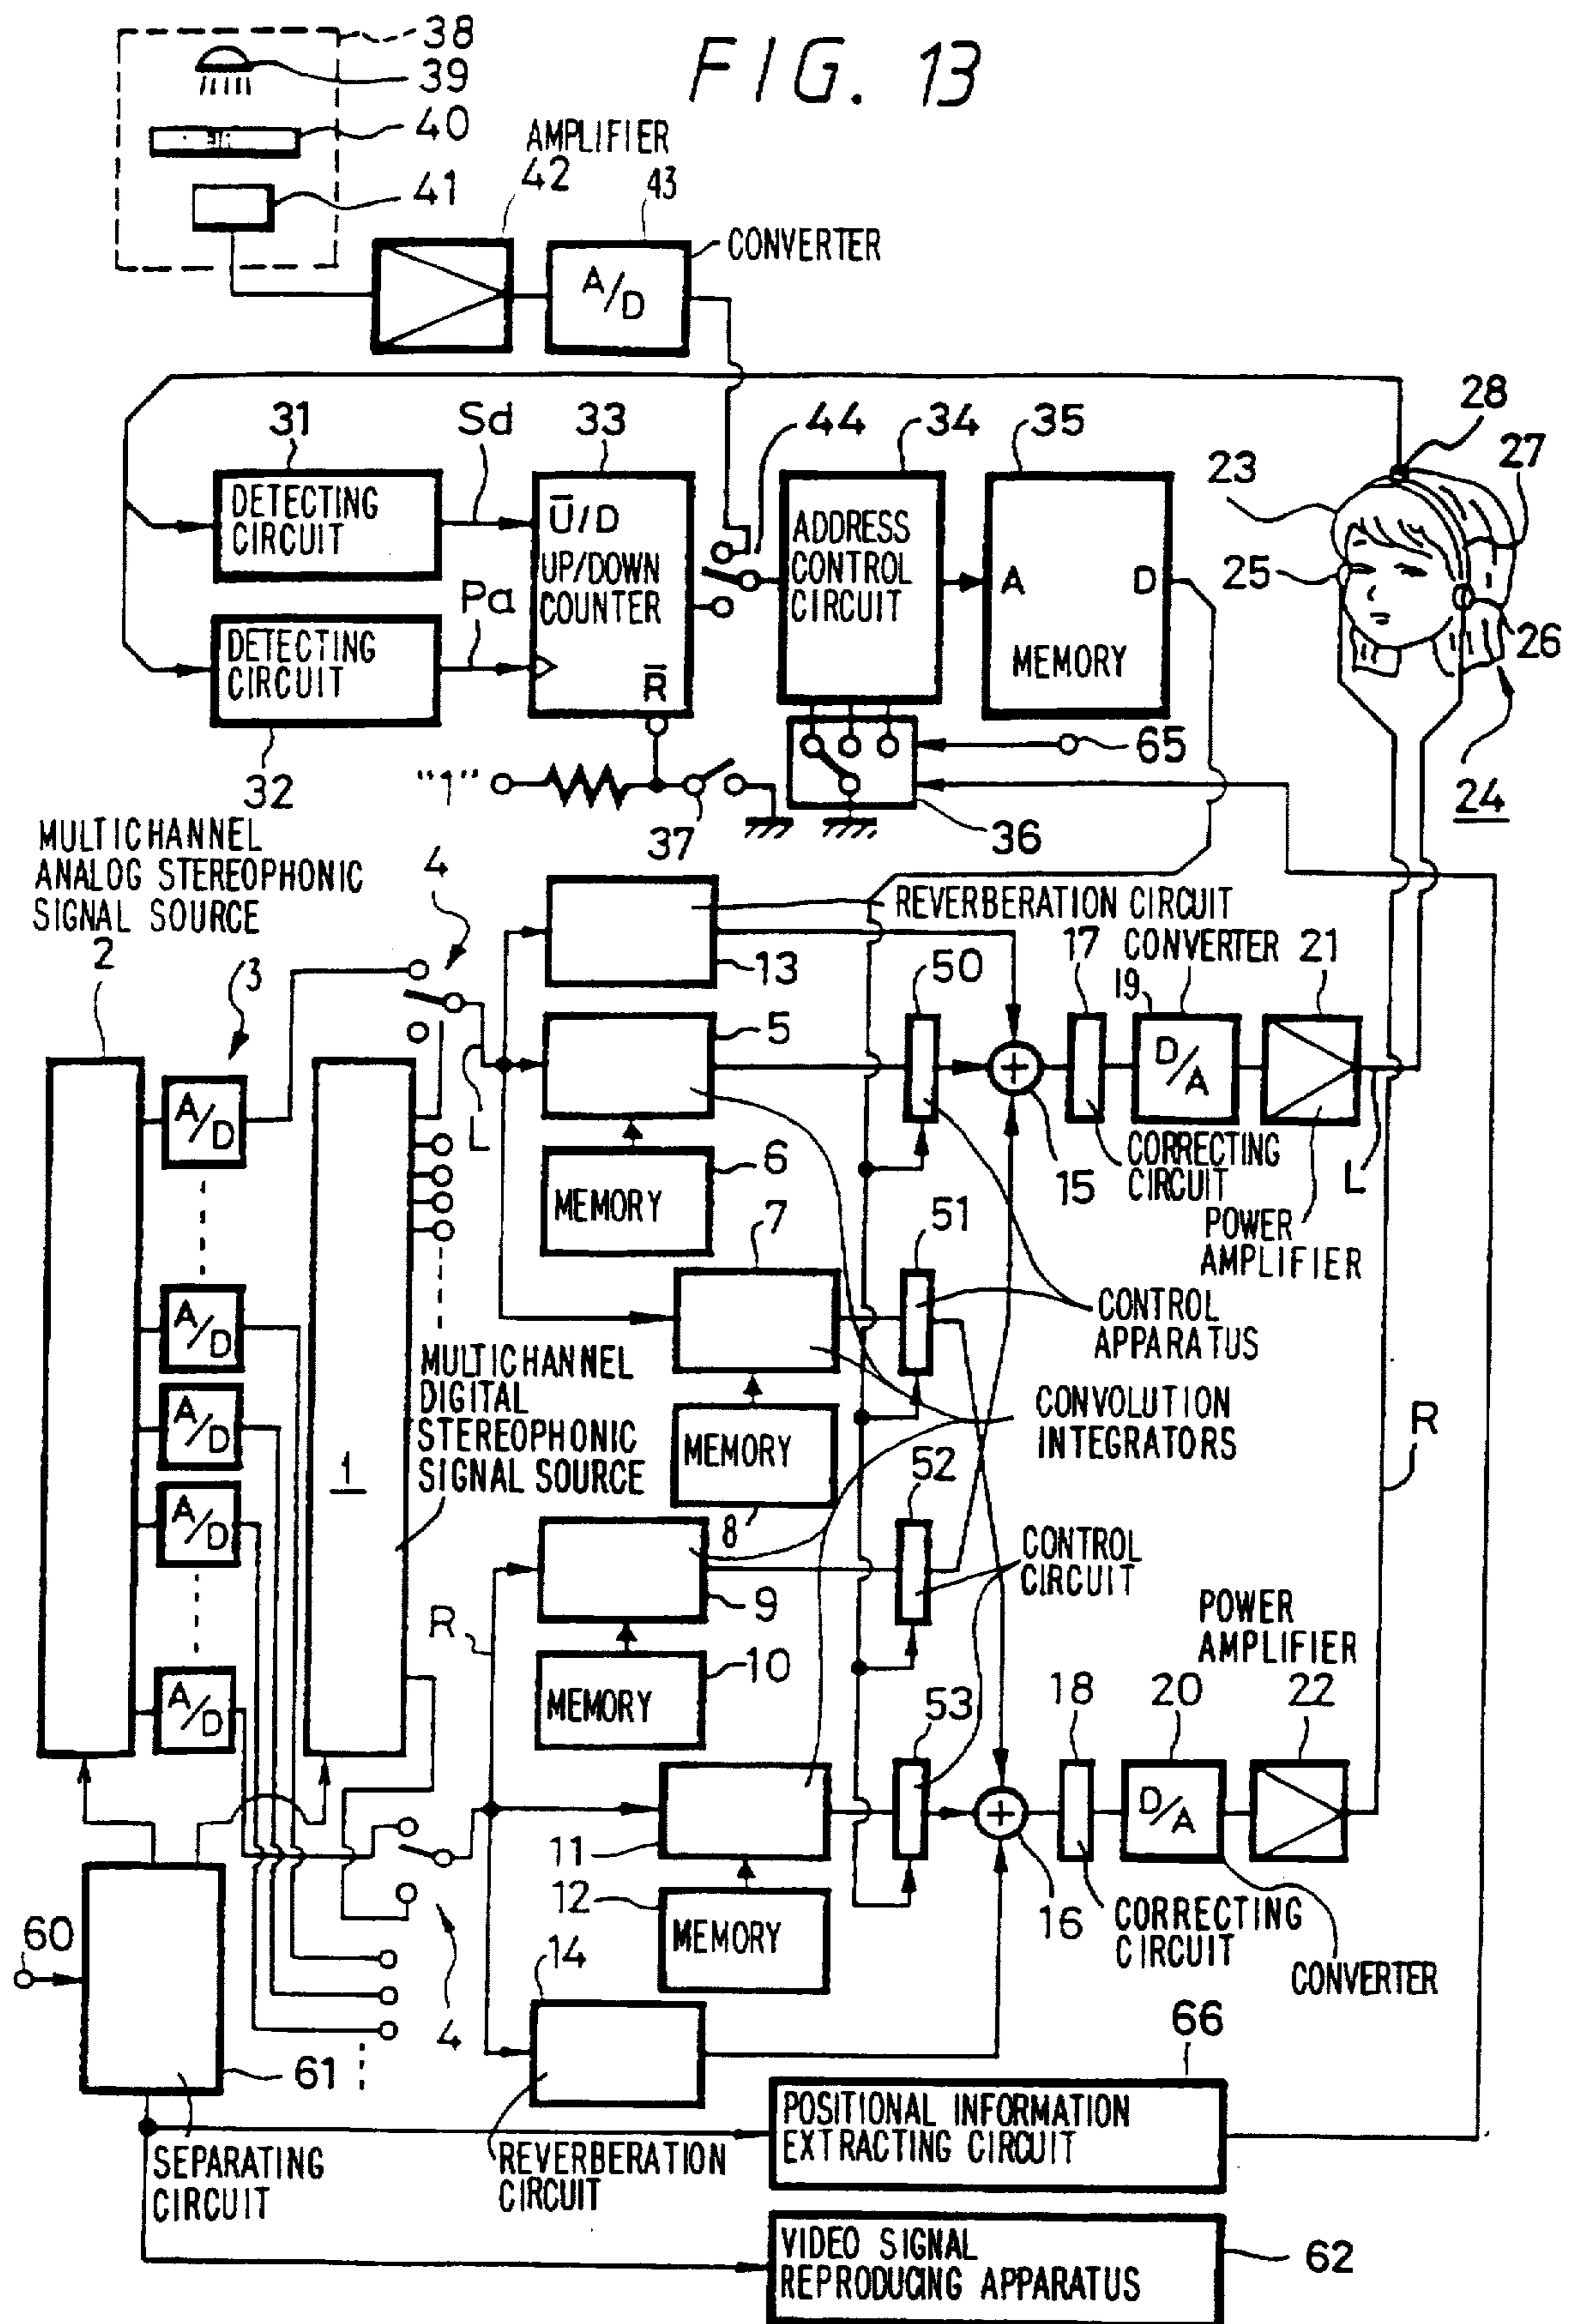 FIG. 13
38
39
40
41
AMPLIFIER
42
43
CONVERTER
A/D
28
27
23
25
26
24
31
Sd
33
44
34
35
DETECTING
CIRCUIT
U̅/D
UP/DOWN
COUNTER
R̅
ADDRESS
CONTROL
CIRCUIT
A
D
MEMORY
Pa
DETECTING
CIRCUIT
32
"1"
37
36
65
MULTICHANNEL
ANALOG STEREOPHONIC
SIGNAL SOURCE
2
3
4
REVERBERATION CIRCUIT
13
5
L
MEMORY
6
7
MEMORY
8
50
51
15
17
CONVERTER
19
D/A
21
CORRECTING
CIRCUIT
POWER
AMPLIFIER
L
CONTROL
APPARATUS
CONVOLUTION
INTEGRATORS
R
A/D
A/D
A/D
A/D
A/D
1
MULTICHANNEL
DIGITAL
STEREOPHONIC
SIGNAL SOURCE
R
9
MEMORY
10
52
CONTROL
CIRCUIT
53
11
12
MEMORY
16
18
20
D/A
POWER
AMPLIFIER
22
CORRECTING
CIRCUIT
CONVERTER
14
REVERBERATION
CIRCUIT
4
60
61
SEPARATING
CIRCUIT
66
POSITIONAL INFORMATION
EXTRACTING CIRCUIT
VIDEO SIGNAL
REPRODUCING APPARATUS
62